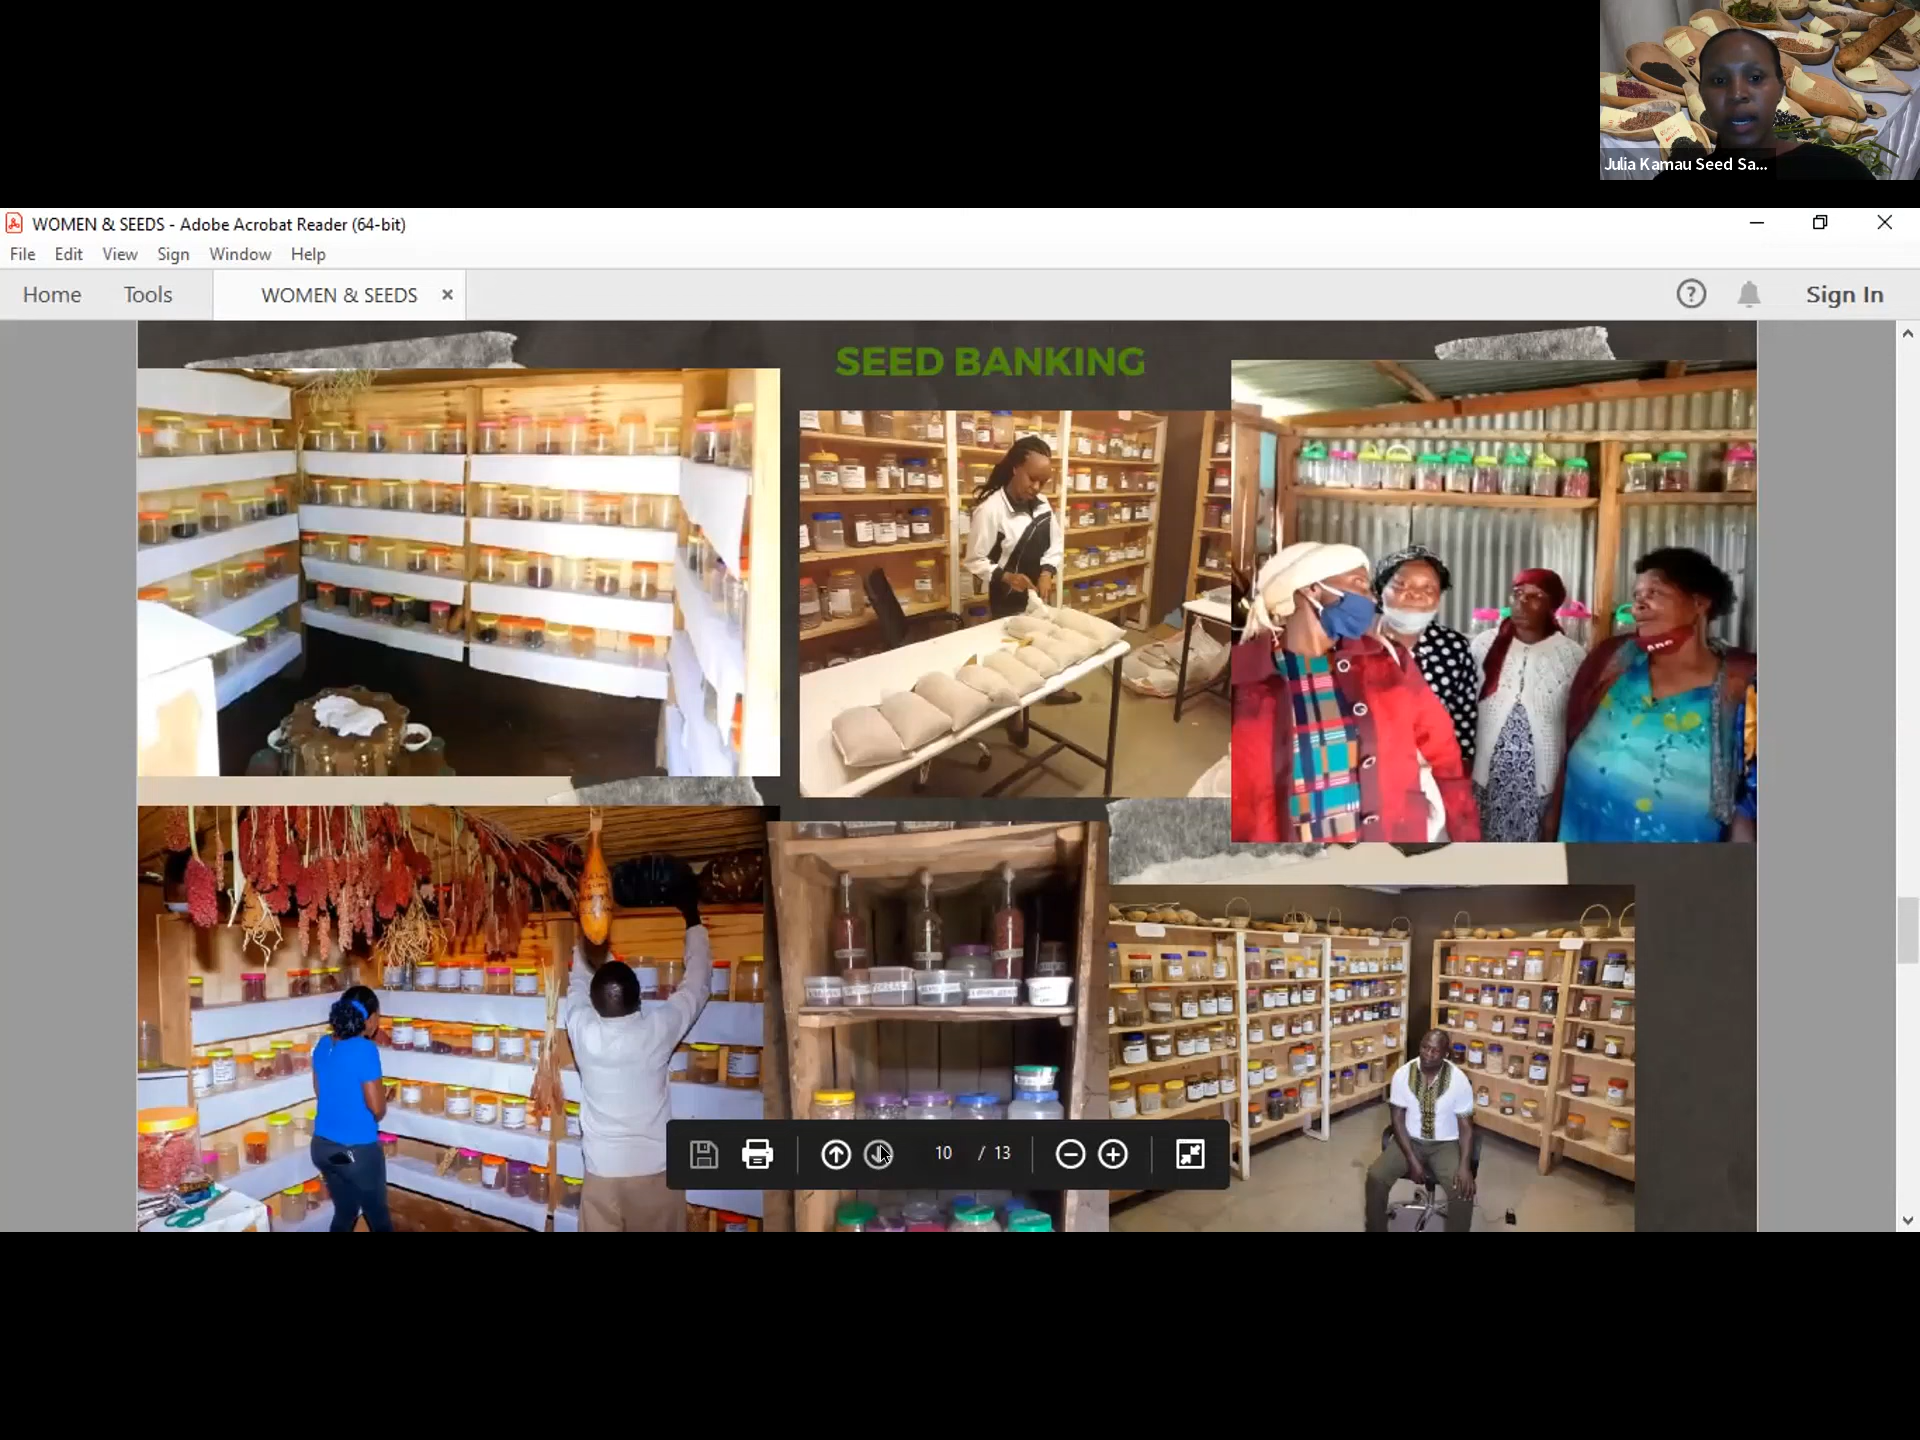 Julia Kamau Seed Sa...
WOMEN & SEEDS - Adobe Acrobat Reader (64-bit)
File Edit View Sign Window Help
Home Tools WOMEN & SEEDS Sign In
SEED BANKING
10 / 13